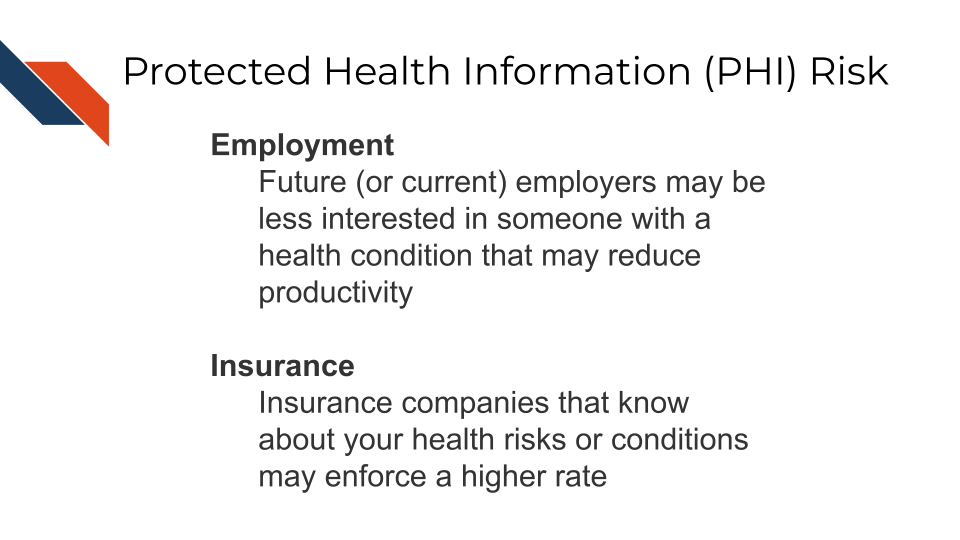 Protected Health Information (PHI) Risk
Employment
Future (or current) employers may be
less interested in someone with a
health condition that may reduce
productivity
Insurance
Insurance companies that know
about your health risks or conditions
may enforce a higher rate